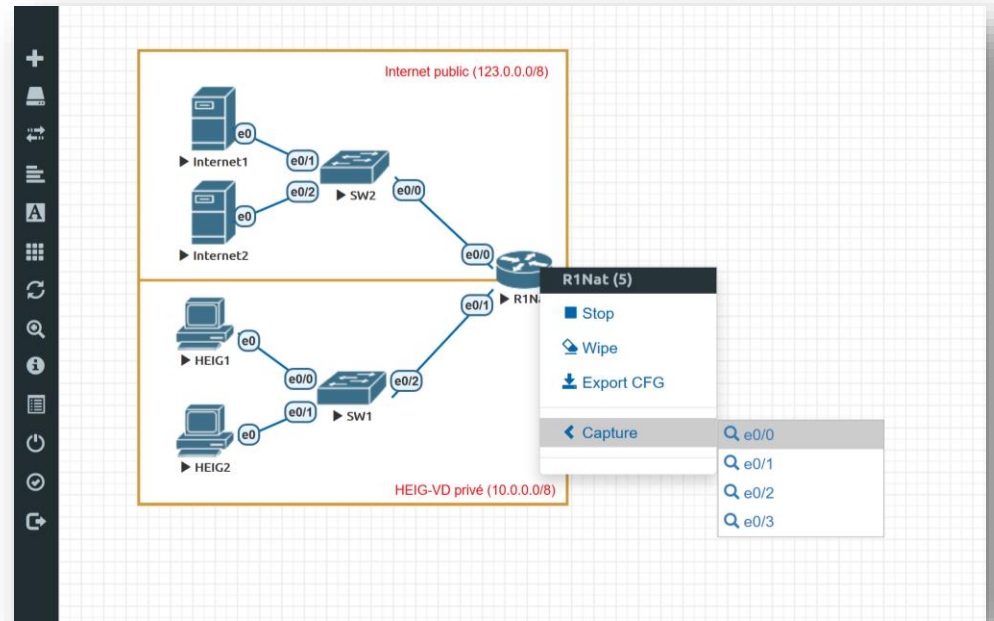 Internet public (123.0.0.0/8)
e0
e0/1
Internet1
e0/2
e0/0
SW2
e0
Internet2
e0/0
R1Nat (5)
R1N
e0/1
Stop
e0
Wipe
HEIG1
e0/0
e0/2
Export CFG
e0/1
SW1
e0
Capture
e0/0
HEIG2
e0/1
HEIG-VD privé (10.0.0.0/8)
e0/2
e0/3